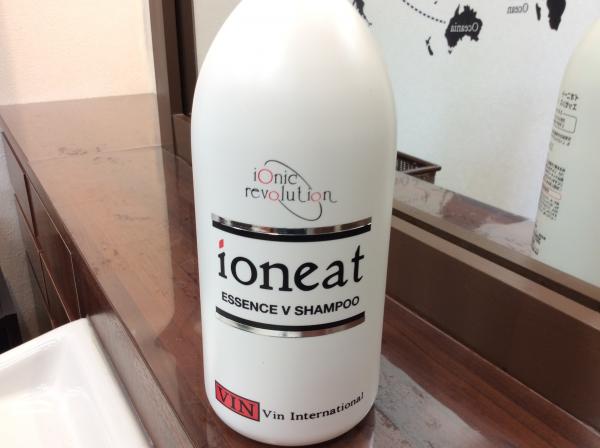 ionic
revolution
ioneat
ESSENCE V SHAMPOO
VIN Vin International
Oceania
Ocean